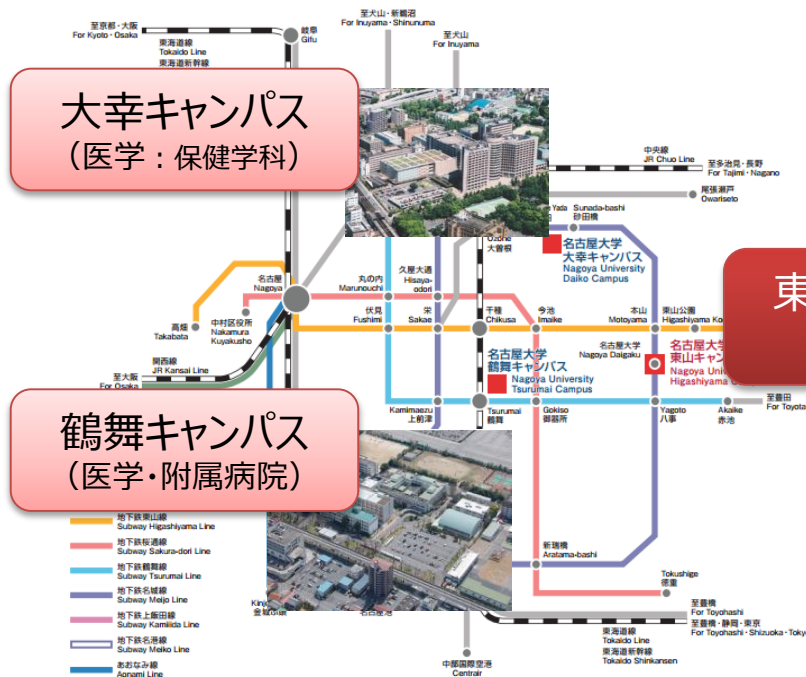 至京都・大阪
For Kyoto・Osaka
東海道線
Tokaido Line
東海道新幹線
岐阜
Gifu
至犬山・新鵜沼
For Inuyama・Shinunuma
至犬山
For Inuyama
大幸キャンパス
（医学：保健学科）
中央線
JR Chuo Line
至多治見・長野
For Tajimi・Nagano
尾張瀬戸
Owariseto
Sunada-bashi
砂田橋
Ozone
大曽根
名古屋大学
大幸キャンパス
Nagoya University
Daiko Campus
名古屋
Nagoya
丸の内
Marunouchi
久屋大通
Hisaya-
odori
高畑
Takabata
中村区役所
Nakamura
Kuyakusho
伏見
Fushimi
栄
Sakae
千種
Chikusa
今池
Imaike
本山
Motoyama
東山公園
Higashiyama
東
名古屋大学
Nagoya Daigaku
名古屋大学
鶴舞キャンパス
Nagoya University
Tsurumai Campus
名古屋大
東山キャン
Nagoya
Higashiyama
関西線
JR Kansai Line
至大阪
For Osaka
Kamimaezu
上前津
Tsurumai
鶴舞
Gokiso
御器所
Yagoto
八事
Akaike
赤池
至豊田
For Toyota
鶴舞キャンパス
（医学・附属病院）
地下鉄東山線
Subway Higashiyama Line
地下鉄桜通線
Subway Sakura-dori Line
地下鉄鶴舞線
Subway Tsurumai Line
地下鉄名城線
Subway Meijo Line
地下鉄上飯田線
Subway Kamiiida Line
地下鉄名港線
Subway Meiko Line
あおなみ線
Aonami Line
新瑞橋
Aratama-bashi
Tokushige
徳重
名古屋港
至豊橋
For Toyohashi
至豊橋・静岡・東京
For Toyohashi・Shizuoka・Tokyo
東海道線
Tokaido Line
東海道新幹線
Tokaido Shinkansen
中部国際空港
Centrair